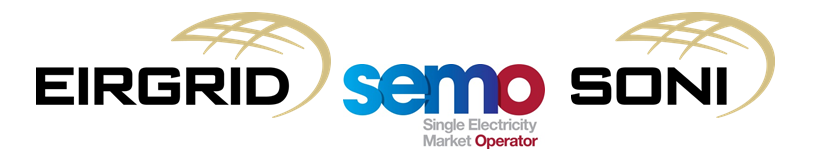 EIRGRID
semo
Single Electricity
Market Operator
SONI